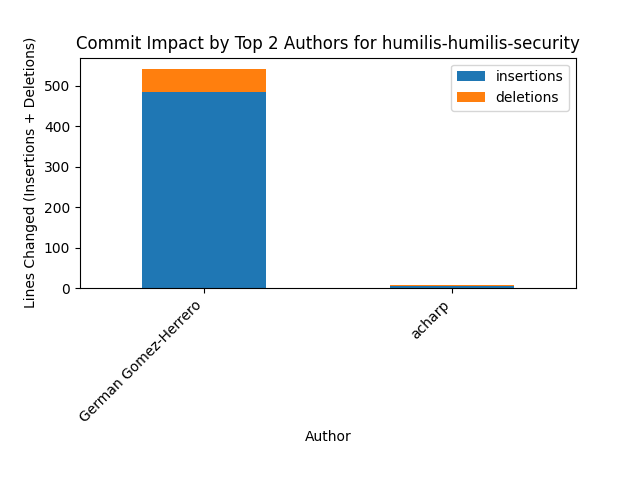 Commit Impact by Top 2 Authors for humilis-humilis-security
Lines Changed (Insertions + Deletions)
500
400
300
200
100
0
insertions
deletions
German Gomez-Herrero
acharp
Author